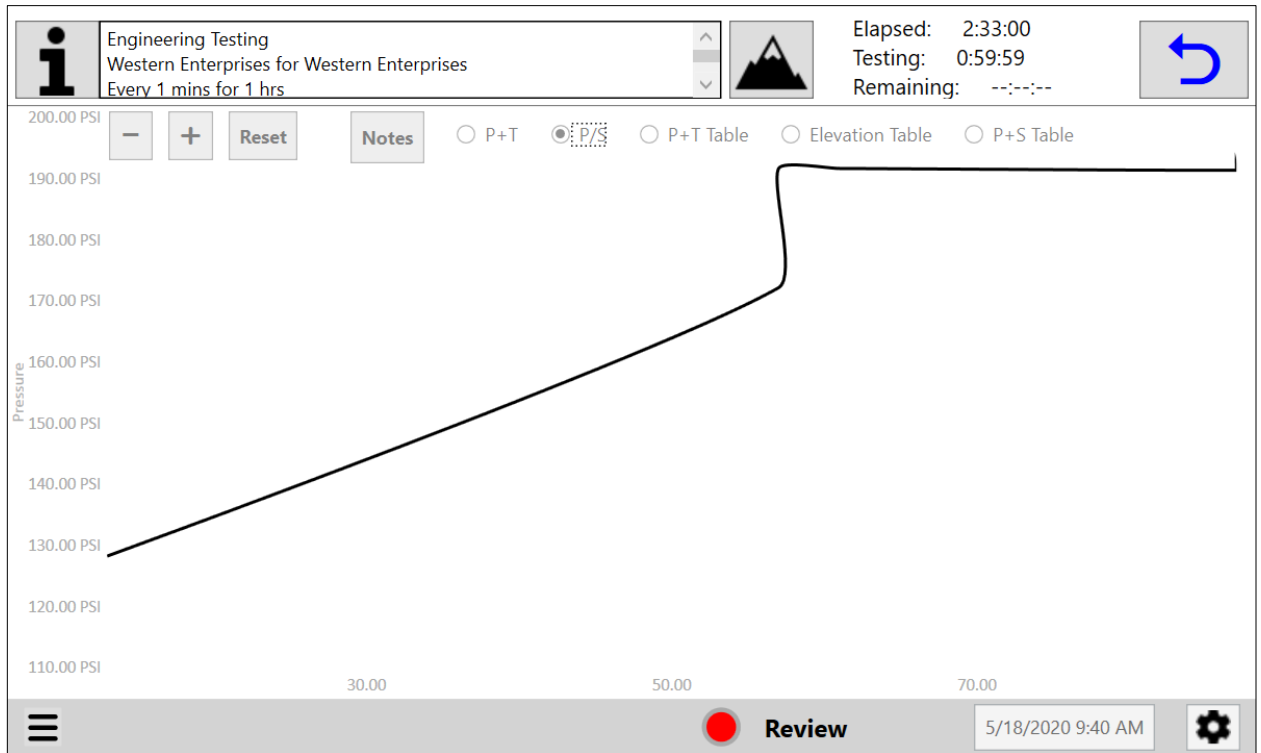 Engineering Testing
Western Enterprises for Western Enterprises
Every 1 mins for 1 hrs
Elapsed: 2:33:00
Testing: 0:59:59
Remaining: --:--:--
200.00 PSI
190.00 PSI
180.00 PSI
170.00 PSI
160.00 PSI
150.00 PSI
140.00 PSI
130.00 PSI
120.00 PSI
110.00 PSI
Pressure
− + Reset Notes P+T P/S P+T Table Elevation Table P+S Table
30.00 50.00 70.00
Review
5/18/2020 9:40 AM